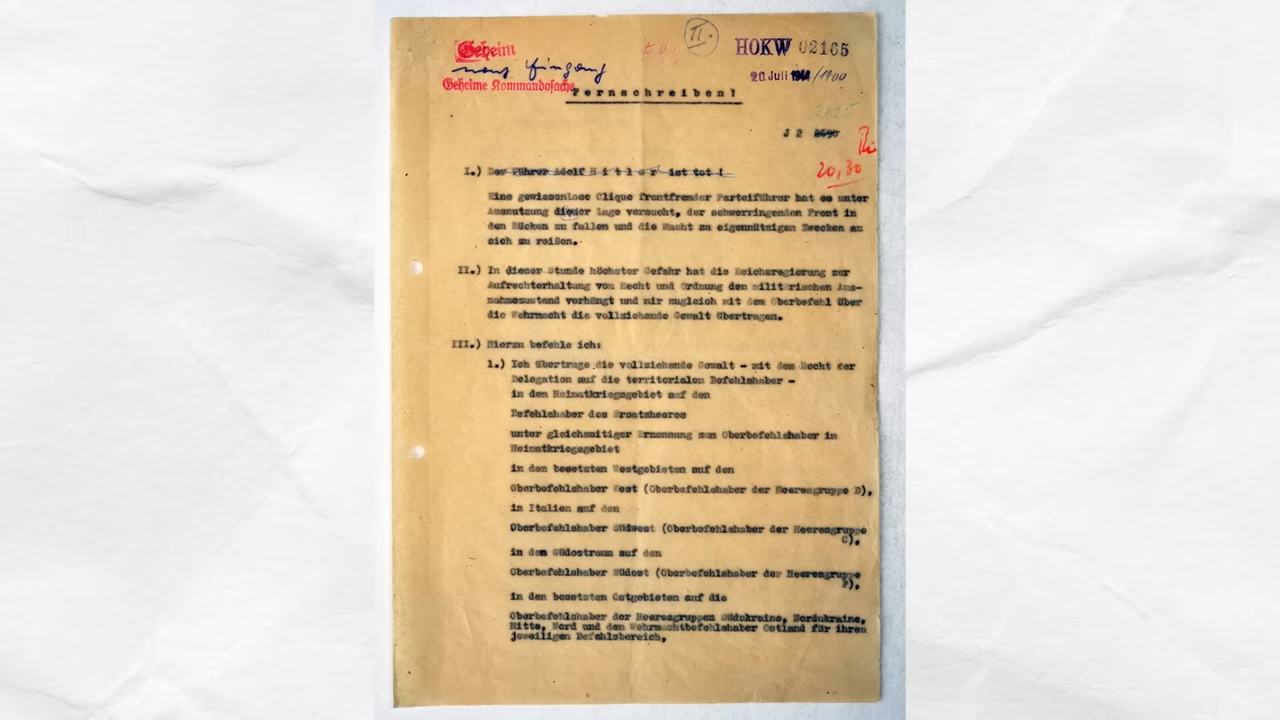 Geheim
II.
HOKW 02165
nach Eingang
20. Juli 1944 /1900
Geheime Kommandosache
Fernschreiben!
2025
J 2
20,30
I.) Der Führer Adolf H i t l e r ist tot !
Eine gewissenlose Clique frontfremder Parteiführer hat es unter
Ausnutzung dieser Lage versucht, der schwerringenden Front in
den Rücken zu fallen und die Macht zu eigennützigen Zwecken an
sich zu reißen.
II.) In dieser Stunde höchster Gefahr hat die Reichsregierung zur
Aufrechterhaltung von Recht und Ordnung den militärischen Aus-
nahmezustand verhängt und mir zugleich mit dem Oberbefehl über
die Wehrmacht die vollziehende Gewalt übertragen.
III.) Hierzu befehle ich:
1.) Ich übertrage die vollziehende Gewalt - mit dem Recht der
Delegation auf die territorialen Befehlshaber -
in dem Heimatkriegsgebiet auf den
Befehlshaber des Ersatzheeres
unter gleichzeitiger Ernennung zum Oberbefehlshaber im
Heimatkriegsgebiet
in den besetzten Westgebieten auf den
Oberbefehlshaber West (Oberbefehlshaber der Heeresgruppe D),
in Italien auf den
Oberbefehlshaber Südwest (Oberbefehlshaber der Heeresgruppe
C),
in dem Südostraum auf den
Oberbefehlshaber Südost (Oberbefehlshaber der Heeresgruppe
F),
in den besetzten Ostgebieten auf die
Oberbefehlshaber der Heeresgruppen Südukraine, Nordukraine,
Mitte, Nord und den Wehrmachtbefehlshaber Ostland für ihren
jeweiligen Befehlsbereich,